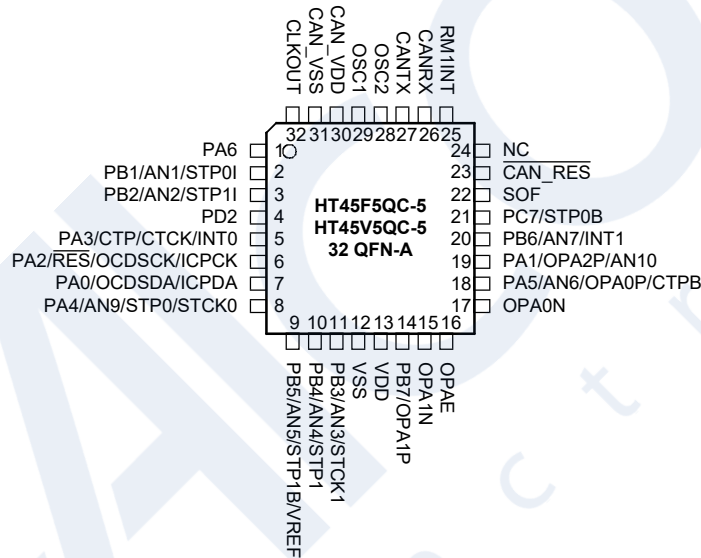 CLKOUT
CAN_VSS
CAN_VDD
OSC1
OSC2
CANTX
CANRX
RM1INT
32 31 30 29 28 27 26 25
PA6 1
PB1/AN1/STP0I 2
PB2/AN2/STP1I 3
PD2 4
PA3/CTP/CTCK/INT0 5
PA2/RES/OCDSCK/ICPCK 6
PA0/OCDSDA/ICPDA 7
PA4/AN9/STP0/STCK0 8
HT45F5QC-5
HT45V5QC-5
32 QFN-A
24 NC
23 CAN_RES
22 SOF
21 PC7/STP0B
20 PB6/AN7/INT1
19 PA1/OPA2P/AN10
18 PA5/AN6/OPA0P/CTPB
17 OPA0N
9 10 11 12 13 14 15 16
PB5/AN5/STP1B/VREF
PB4/AN4/STP1
PB3/AN3/STCK1
VSS
VDD
PB7/OPA1P
OPA1N
OPAE